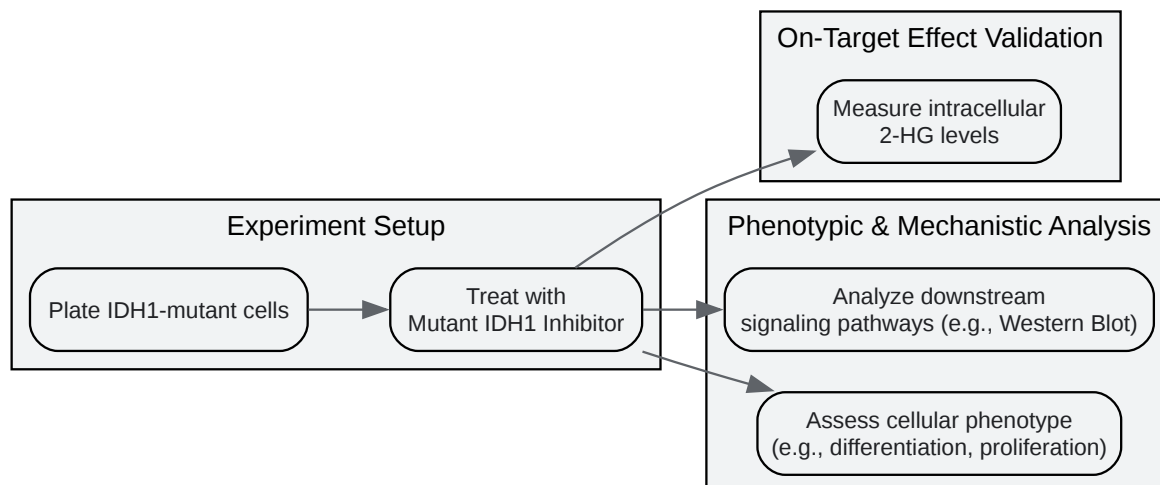 On-Target Effect Validation
Measure intracellular
2-HG levels
Experiment Setup
Plate IDH1-mutant cells
Treat with
Mutant IDH1 Inhibitor
Phenotypic & Mechanistic Analysis
Analyze downstream
signaling pathways (e.g., Western Blot)
Assess cellular phenotype
(e.g., differentiation, proliferation)